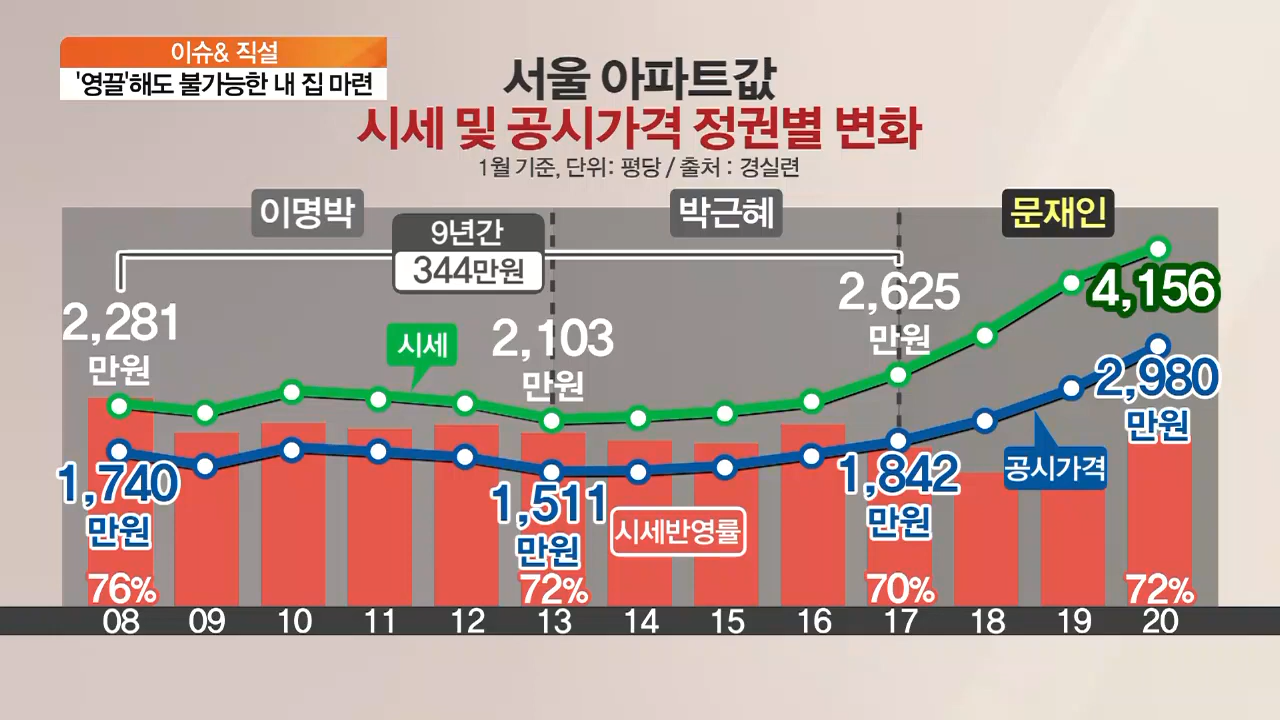 이슈& 직설
'영끌'해도 불가능한 내 집 마련
서울 아파트값
시세 및 공시가격 정권별 변화
1월 기준, 단위: 평당 / 출처 : 경실련
이명박
박근혜
문재인
9년간
344만원
2,281
만원
시세
2,103
만원
2,625
만원
4,156
1,740
만원
1,511
만원
시세반영률
1,842
만원
공시가격
2,980
만원
76%
72%
70%
72%
08 09 10 11 12 13 14 15 16 17 18 19 20